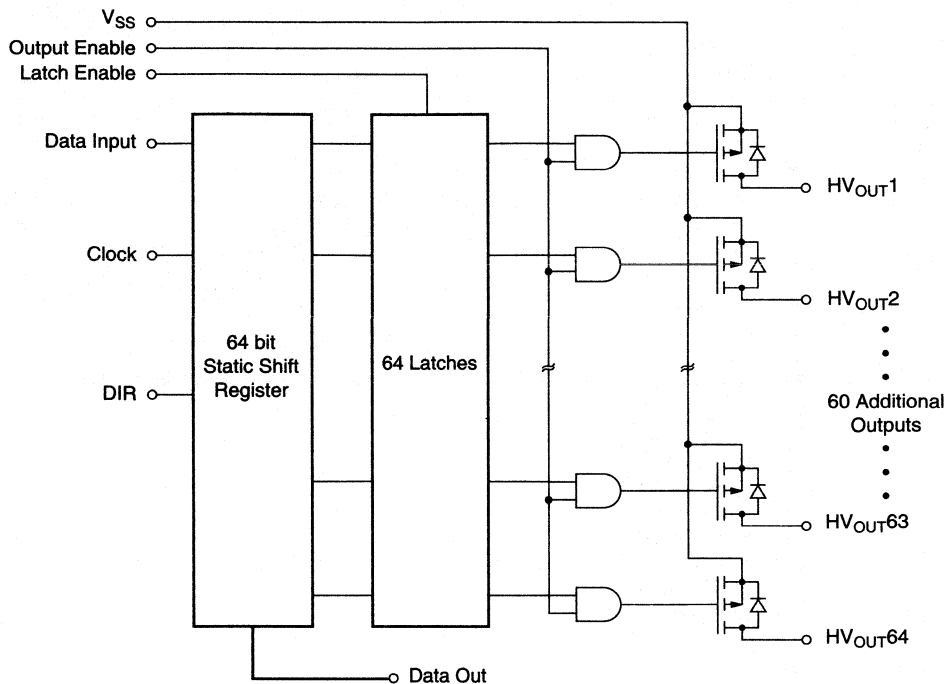 VSS
Output Enable
Latch Enable
Data Input
Clock
DIR
64 bit
Static Shift
Register
64 Latches
HVOUT1
HVOUT2
60 Additional
Outputs
HVOUT63
HVOUT64
Data Out